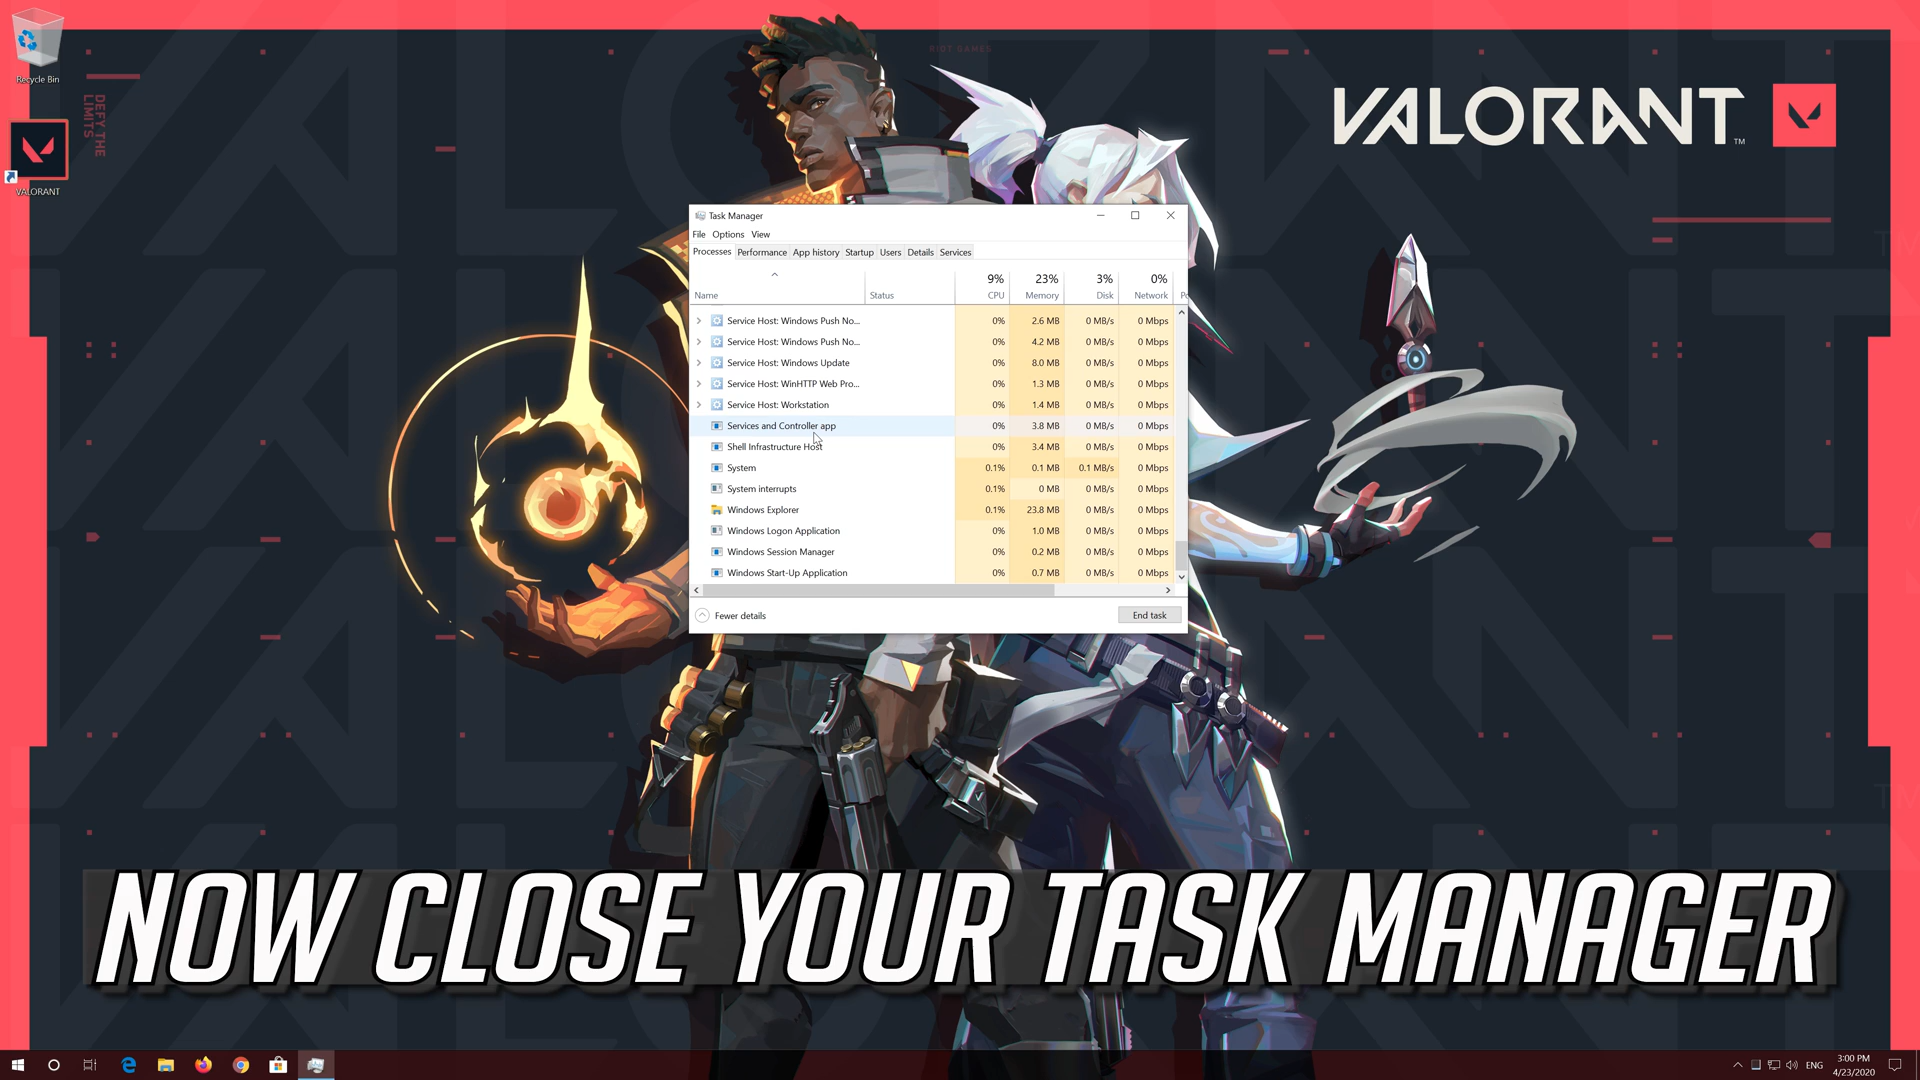 RIOT GAMES
Recycle Bin
DEFY THE
LIMITS
VALORANT
VALORANT™
Task Manager
File Options View
Processes Performance App history Startup Users Details Services
9% 23% 3% 0%
Name Status CPU Memory Disk Network
Service Host: Windows Push No... 0% 2.6 MB 0 MB/s 0 Mbps
Service Host: Windows Push No... 0% 4.2 MB 0 MB/s 0 Mbps
Service Host: Windows Update 0% 8.0 MB 0 MB/s 0 Mbps
Service Host: WinHTTP Web Pro... 0% 1.3 MB 0 MB/s 0 Mbps
Service Host: Workstation 0% 1.4 MB 0 MB/s 0 Mbps
Services and Controller app 0% 3.8 MB 0 MB/s 0 Mbps
Shell Infrastructure Host 0% 3.4 MB 0 MB/s 0 Mbps
System 0.1% 0.1 MB 0.1 MB/s 0 Mbps
System interrupts 0.1% 0 MB 0 MB/s 0 Mbps
Windows Explorer 0.1% 23.8 MB 0 MB/s 0 Mbps
Windows Logon Application 0% 1.0 MB 0 MB/s 0 Mbps
Windows Session Manager 0% 0.2 MB 0 MB/s 0 Mbps
Windows Start-Up Application 0% 0.7 MB 0 MB/s 0 Mbps
Fewer details End task
NOW CLOSE YOUR TASK MANAGER
ENG
3:00 PM
4/23/2020